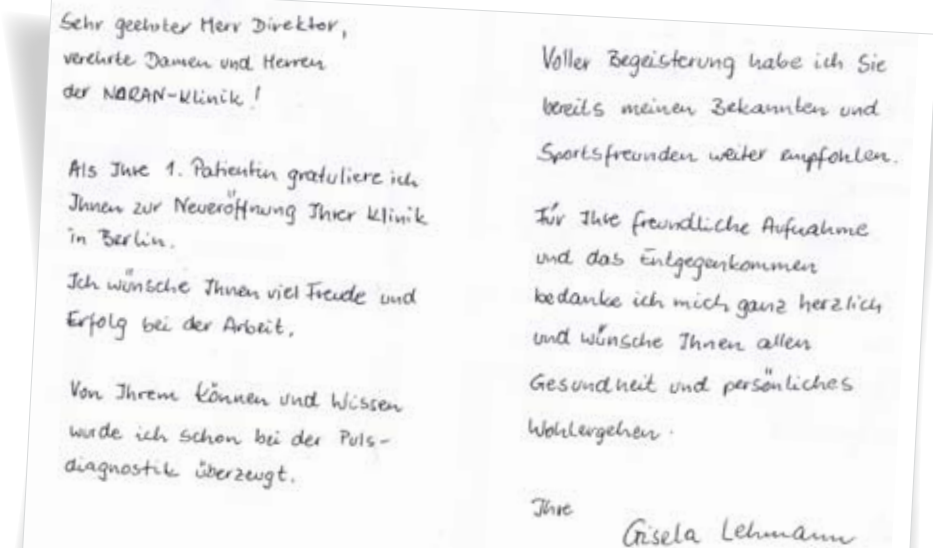 Sehr geehrter Herr Direktor,
verehrte Damen und Herren
der NARAN-Klinik!
Als Ihre 1. Patientin gratuliere ich
Ihnen zur Neueröffnung Ihrer Klinik
in Berlin.
Ich wünsche Ihnen viel Freude und
Erfolg bei der Arbeit.
Von Ihrem Können und Wissen
wurde ich schon bei der Puls-
diagnostik überzeugt.
Voller Begeisterung habe ich Sie
bereits meinen Bekannten und
Sportsfreunden weiter empfohlen.
Für Ihre freundliche Aufnahme
und das Entgegenkommen
bedanke ich mich ganz herzlich
und wünsche Ihnen allen
Gesundheit und persönliches
Wohlergehen.
Ihre
Gisela Lehmann